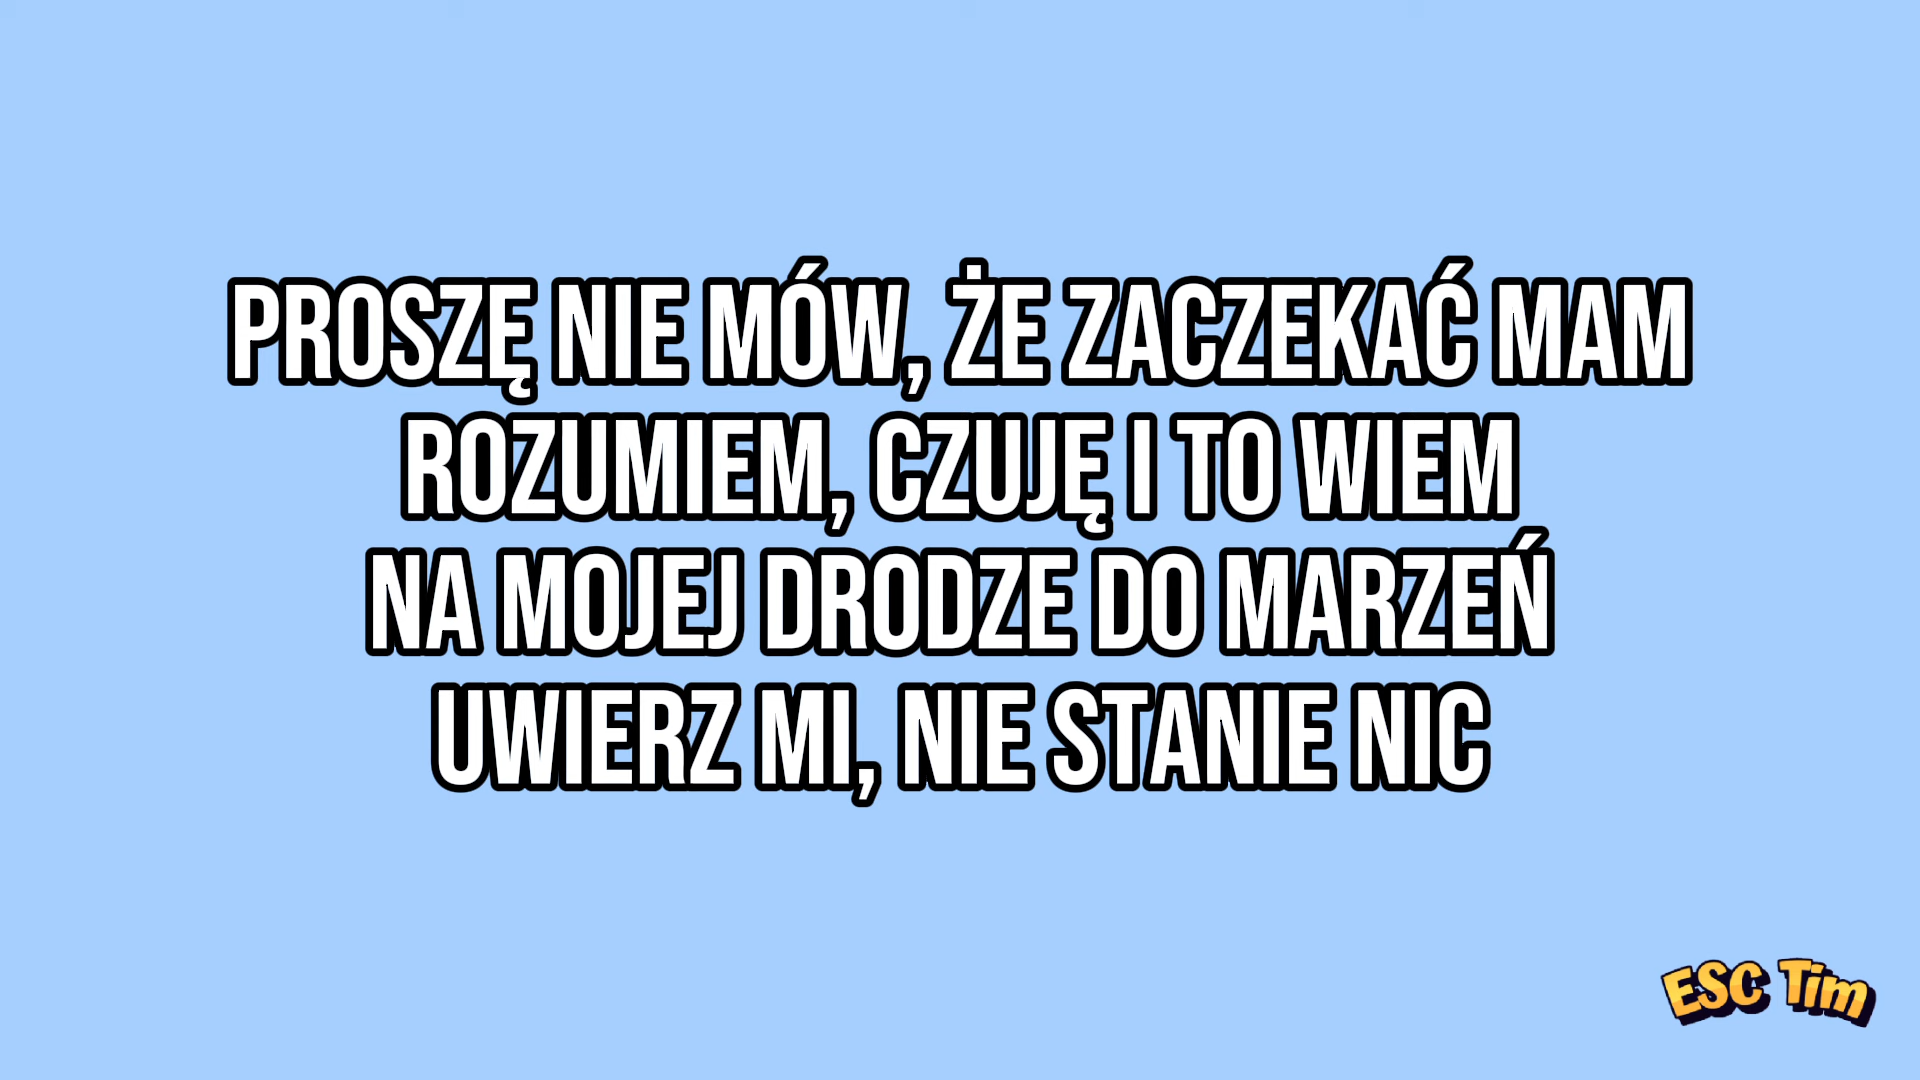 PROSZĘ NIE MÓW, ŻE ZACZEKAĆ MAM
ROZUMIEM, CZUJĘ I TO WIEM
NA MOJEJ DRODZE DO MARZEŃ
UWIERZ MI, NIE STANIE NIC
ESC Tim